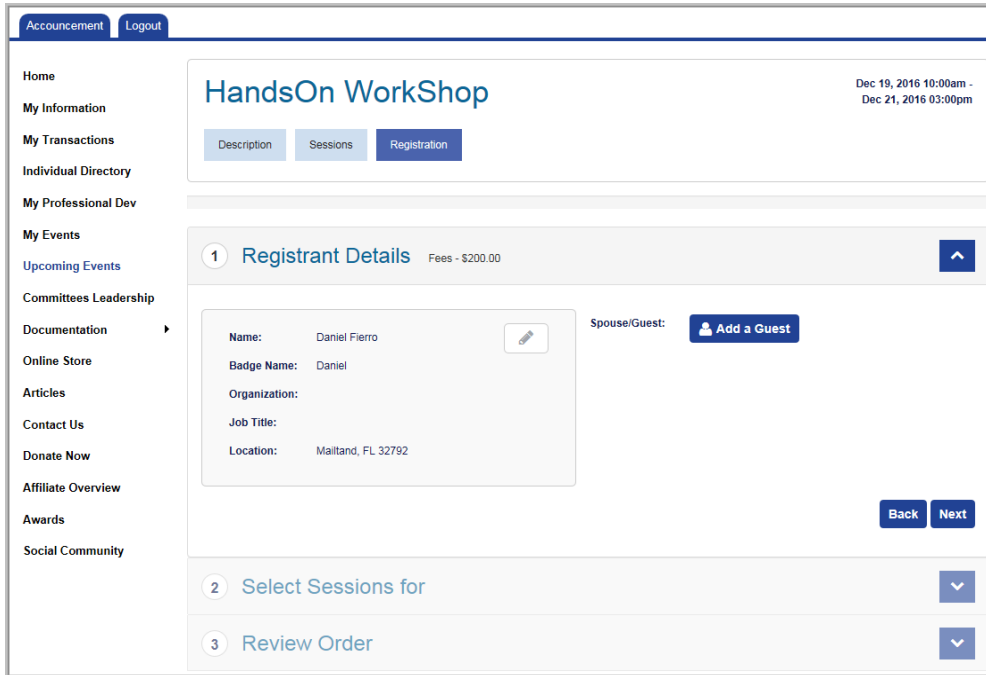 Accouncement Logout
Home
My Information
My Transactions
Individual Directory
My Professional Dev
My Events
Upcoming Events
Committees Leadership
Documentation
Online Store
Articles
Contact Us
Donate Now
Affiliate Overview
Awards
Social Community
HandsOn WorkShop
Dec 19, 2016 10:00am -
Dec 21, 2016 03:00pm
Description Sessions Registration
1 Registrant Details Fees - $200.00
Name: Daniel Fierro
Badge Name: Daniel
Organization:
Job Title:
Location: Mailtand, FL 32792
Spouse/Guest: Add a Guest
Back Next
2 Select Sessions for
3 Review Order